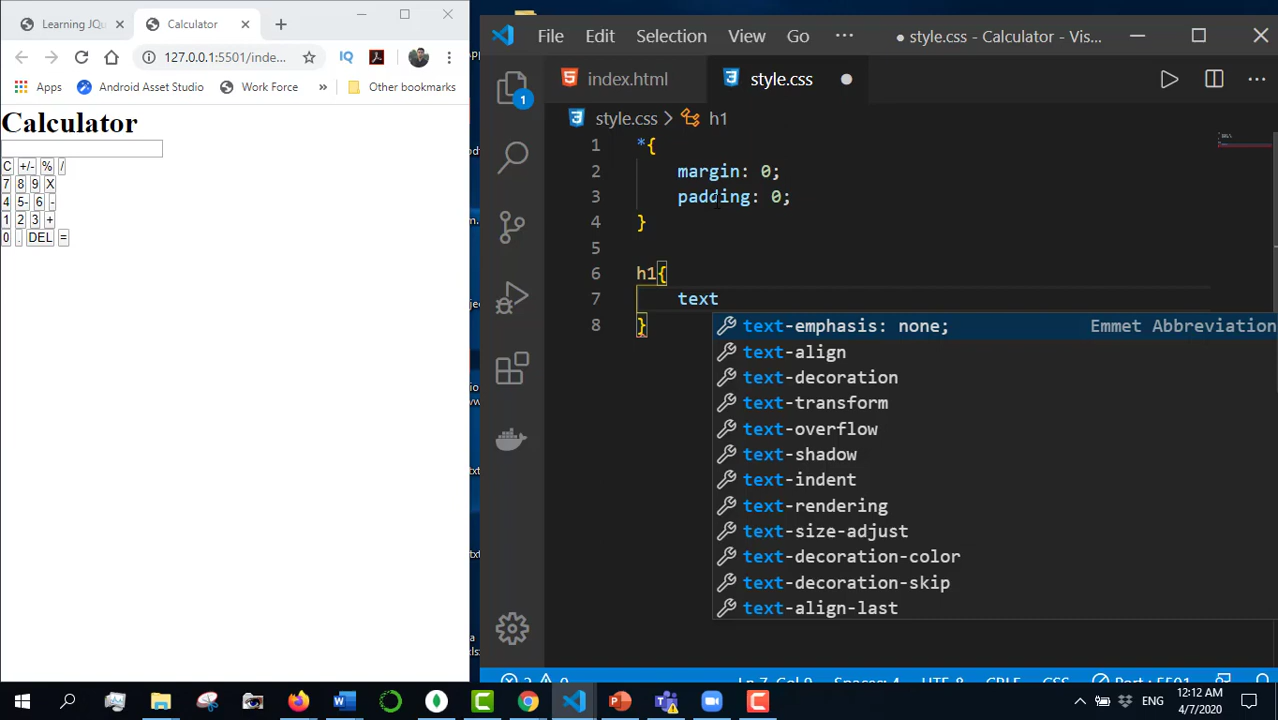 Learning JQu
Calculator
127.0.0.1:5501/inde...
IQ
Apps
Android Asset Studio
Work Force
»
Other bookmarks
Calculator
C +/- % /
7 8 9 X
4 5- 6 -
1 2 3 +
0 . DEL =
File Edit Selection View Go ···
● style.css - Calculator - Vis...
index.html
style.css ●
style.css > h1
1 *{
2 margin: 0;
3 padding: 0;
4 }
5
6 h1{
7 text
8 }
text-emphasis: none; Emmet Abbreviation
text-align
text-decoration
text-transform
text-overflow
text-shadow
text-indent
text-rendering
text-size-adjust
text-decoration-color
text-decoration-skip
text-align-last
1
ENG
12:12 AM
4/7/2020